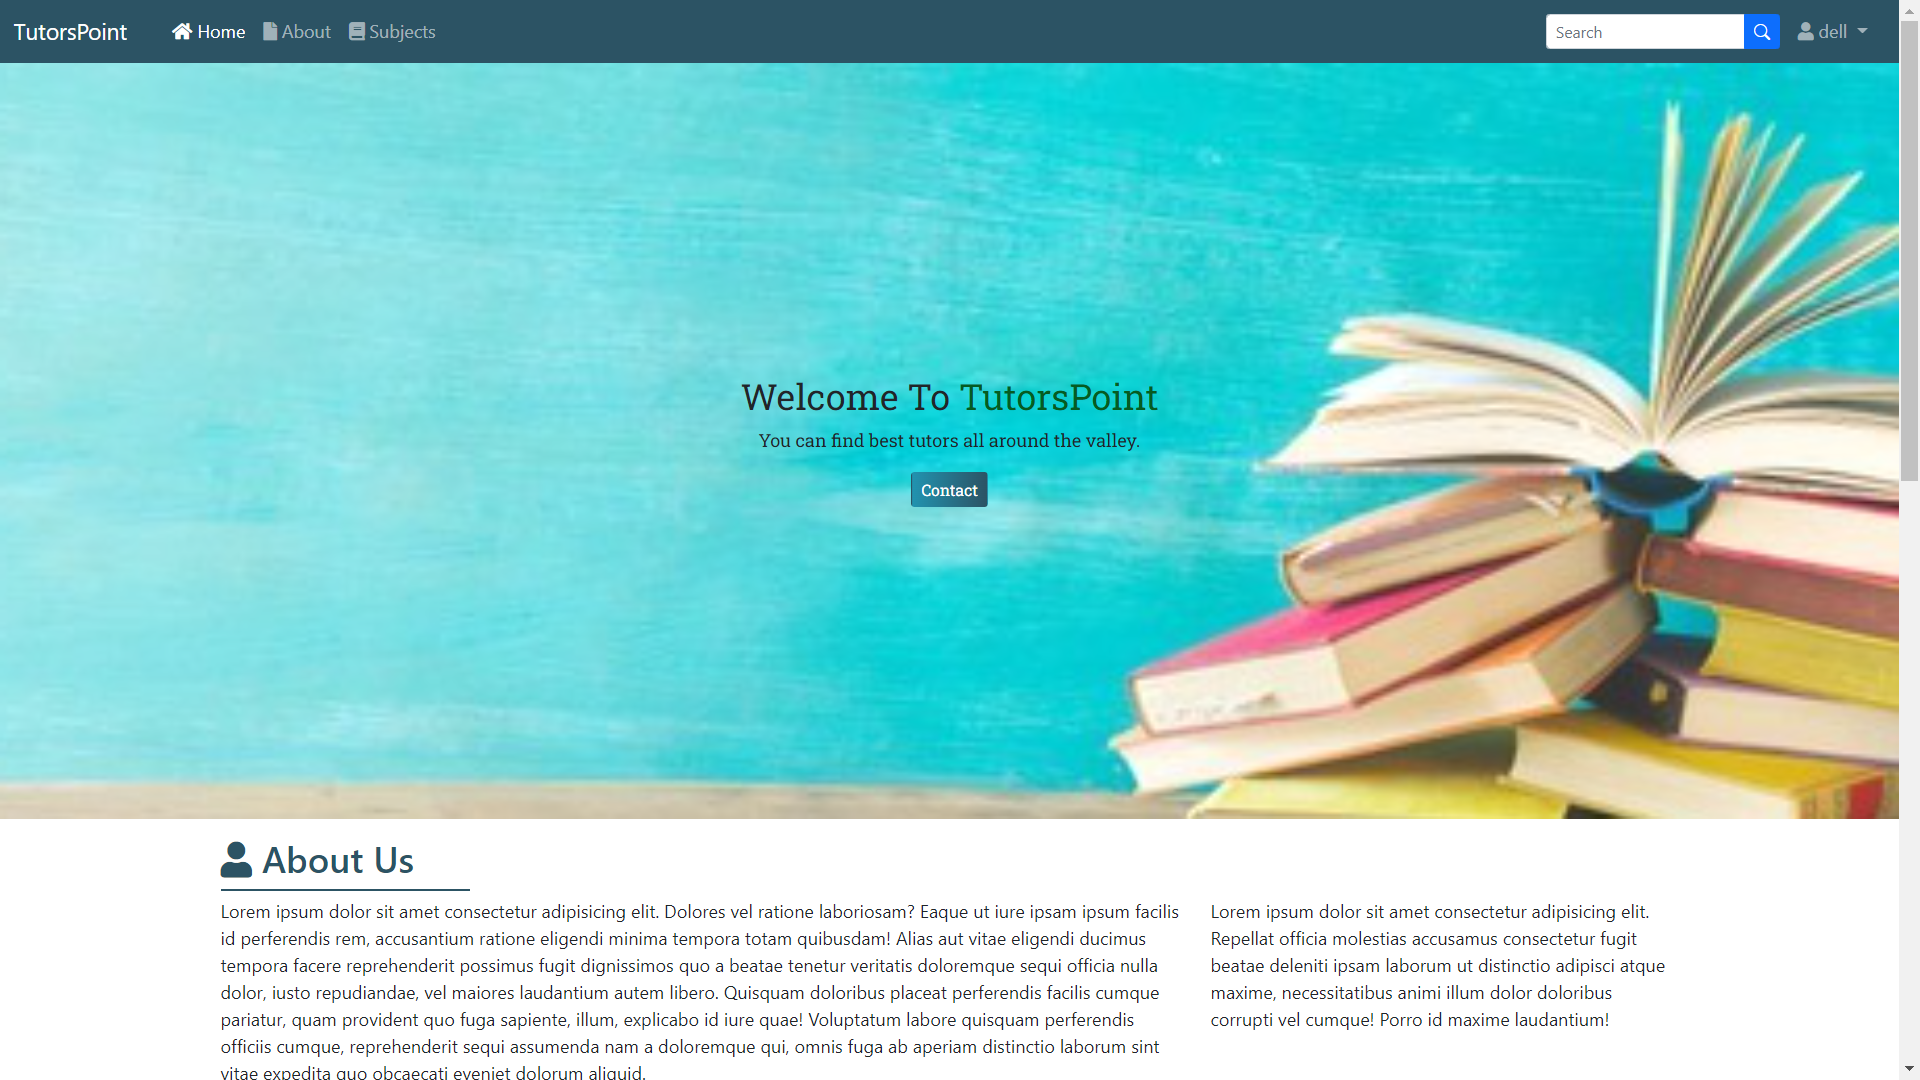 TutorsPoint Home About Subjects Search dell
Welcome To TutorsPoint
You can find best tutors all around the valley.
Contact
About Us
Lorem ipsum dolor sit amet consectetur adipisicing elit. Dolores vel ratione laboriosam? Eaque ut iure ipsam ipsum facilis
id perferendis rem, accusantium ratione eligendi minima tempora totam quibusdam! Alias aut vitae eligendi ducimus
tempora facere reprehenderit possimus fugit dignissimos quo a beatae tenetur veritatis doloremque sequi officia nulla
dolor, iusto repudiandae, vel maiores laudantium autem libero. Quisquam doloribus placeat perferendis facilis cumque
pariatur, quam provident quo fuga sapiente, illum, explicabo id iure quae! Voluptatum labore quisquam perferendis
officiis cumque, reprehenderit sequi assumenda nam a doloremque qui, omnis fuga ab aperiam distinctio laborum sint
vitae expedita quo obcaecati eveniet dolorum aliquid.
Lorem ipsum dolor sit amet consectetur adipisicing elit.
Repellat officia molestias accusamus consectetur fugit
beatae deleniti ipsam laborum ut distinctio adipisci atque
maxime, necessitatibus animi illum dolor doloribus
corrupti vel cumque! Porro id maxime laudantium!